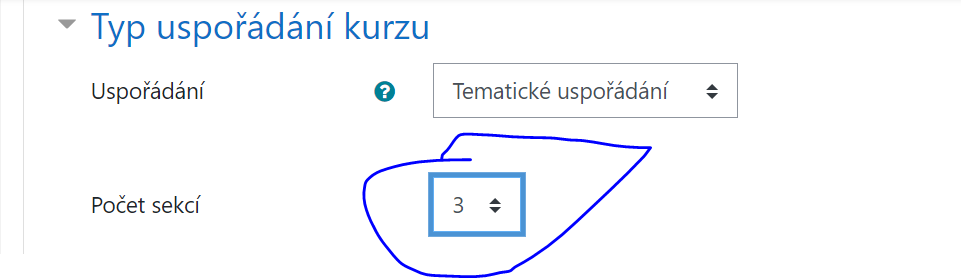 Typ uspořádání kurzu
Uspořádání ? Tematické uspořádání
Počet sekcí 3